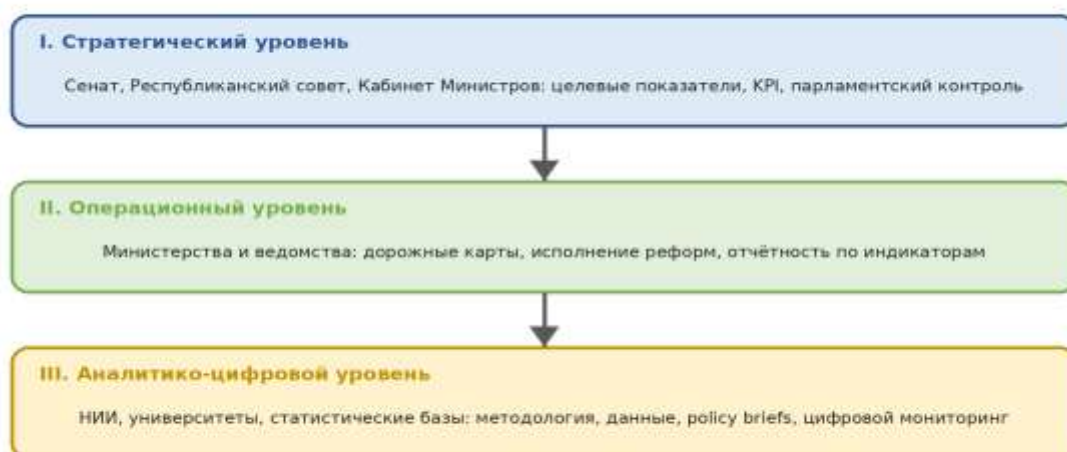 I. Стратегический уровень
Сенат, Республиканский совет, Кабинет Министров: целевые показатели, KPI, парламентский контроль
II. Операционный уровень
Министерства и ведомства: дорожные карты, исполнение реформ, отчётность по индикаторам
III. Аналитико-цифровой уровень
НИИ, университеты, статистические базы: методология, данные, policy briefs, цифровой мониторинг